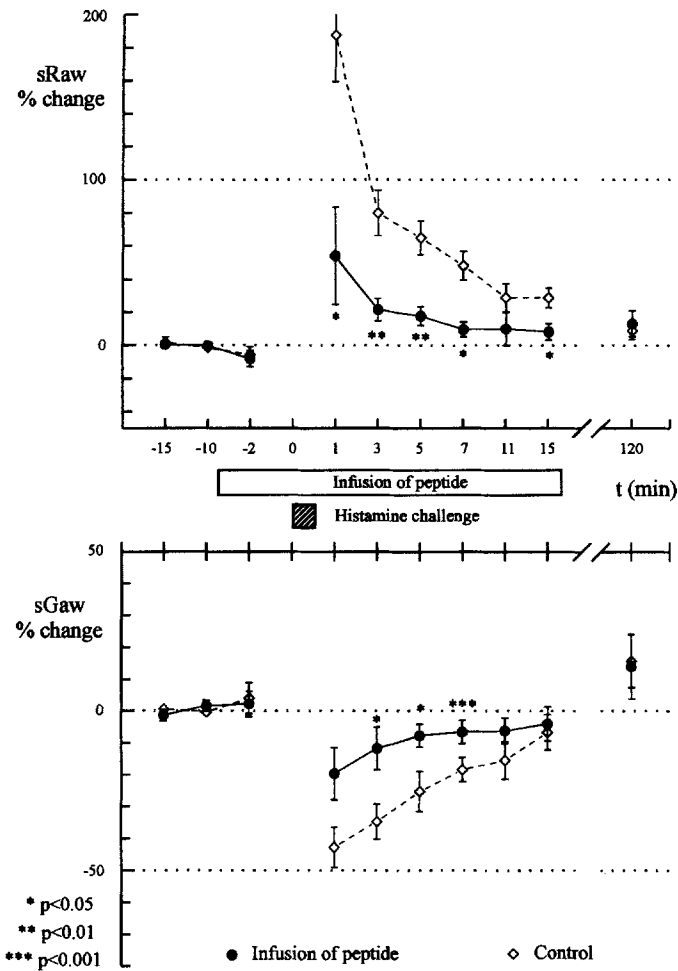 200
sRaw
% change
100
0
-15 -10 -2 0 1 3 5 7 11 15 120
* ** ** * *
Infusion of peptide
t (min)
Histamine challenge
50
sGaw
% change
* * ***
0
-50
* p<0.05
** p<0.01
*** p<0.001
Infusion of peptide
Control